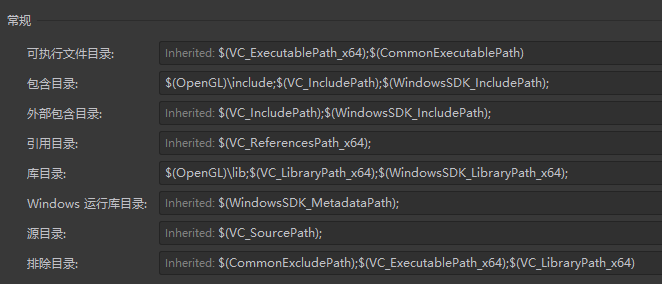 常规
可执行文件目录: Inherited: $(VC_ExecutablePath_x64);$(CommonExecutablePath)
包含目录: $(OpenGL)\include;$(VC_IncludePath);$(WindowsSDK_IncludePath);
外部包含目录: Inherited: $(VC_IncludePath);$(WindowsSDK_IncludePath);
引用目录: Inherited: $(VC_ReferencesPath_x64);
库目录: $(OpenGL)\lib;$(VC_LibraryPath_x64);$(WindowsSDK_LibraryPath_x64);
Windows 运行库目录: Inherited: $(WindowsSDK_MetadataPath);
源目录: Inherited: $(VC_SourcePath);
排除目录: Inherited: $(CommonExcludePath);$(VC_ExecutablePath_x64);$(VC_LibraryPath_x64)